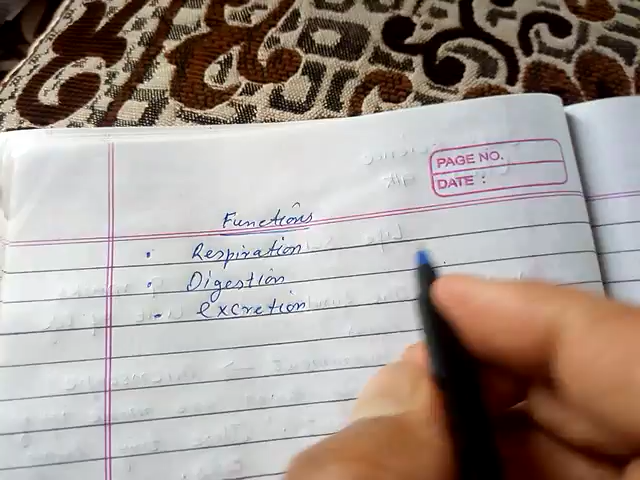 PAGE NO.
DATE :
Functions
• Respiration
• Digestion
• excretion